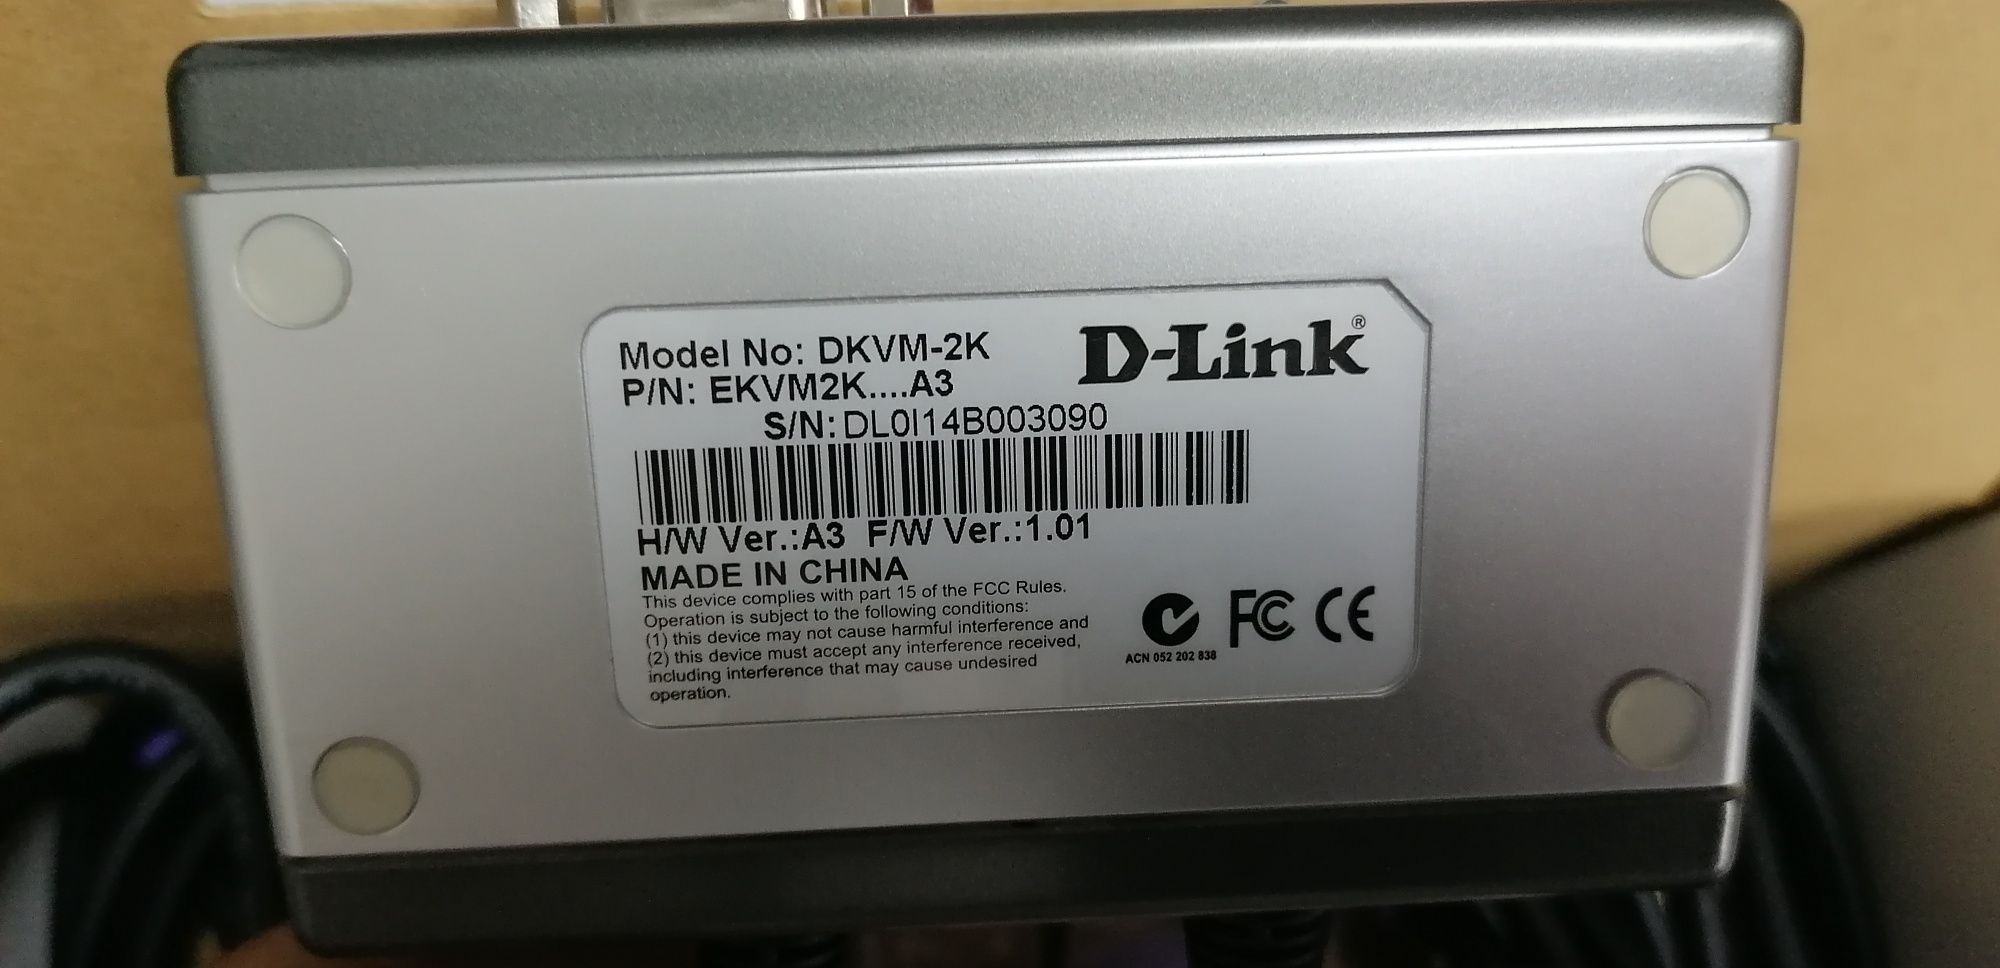 Model No: DKVM-2K
D-Link®
P/N: EKVM2K....A3
S/N: DL0I14B003090
H/W Ver.:A3 F/W Ver.:1.01
MADE IN CHINA
This device complies with part 15 of the FCC Rules.
Operation is subject to the following conditions:
(1) this device may not cause harmful interference and
(2) this device must accept any interference received,
including interference that may cause undesired
operation.
FC CE
ACN 052 202 838